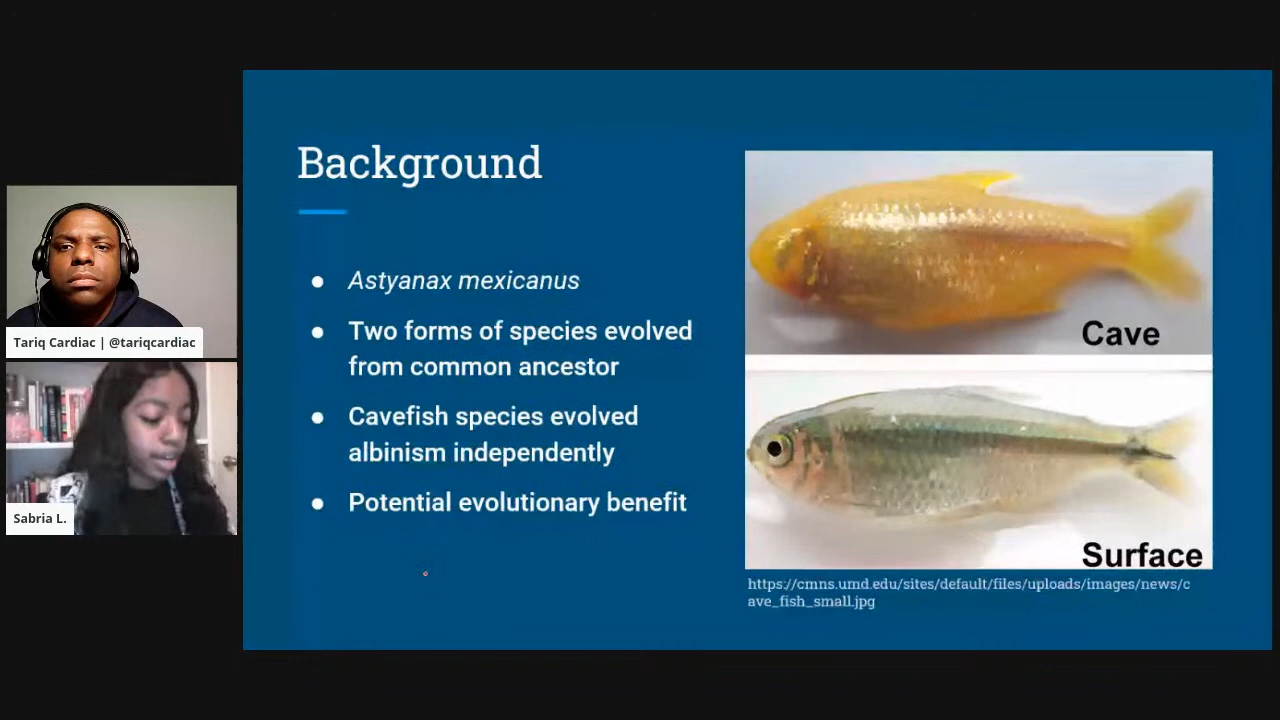 Tariq Cardiac | @tariqcardiac
Sabria L.
Background
● Astyanax mexicanus
● Two forms of species evolved
from common ancestor
● Cavefish species evolved
albinism independently
● Potential evolutionary benefit
Cave
Surface
https://cmns.umd.edu/sites/default/files/uploads/images/news/c
ave_fish_small.jpg